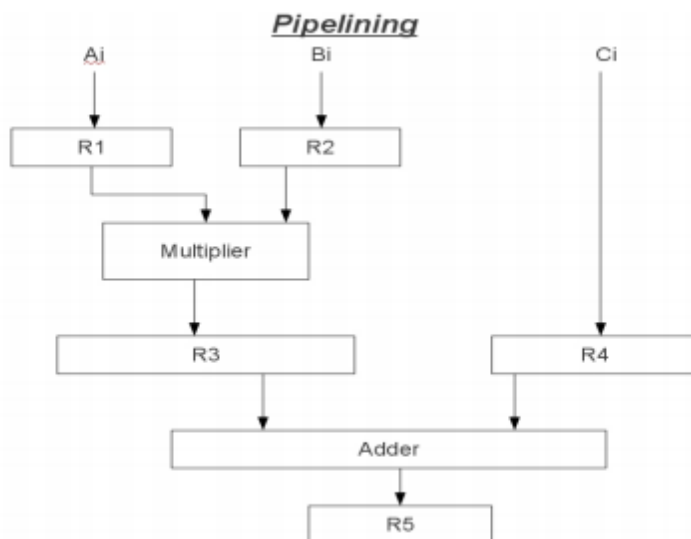 Pipelining
Ai Bi Ci
R1 R2
Multiplier
R3 R4
Adder
R5